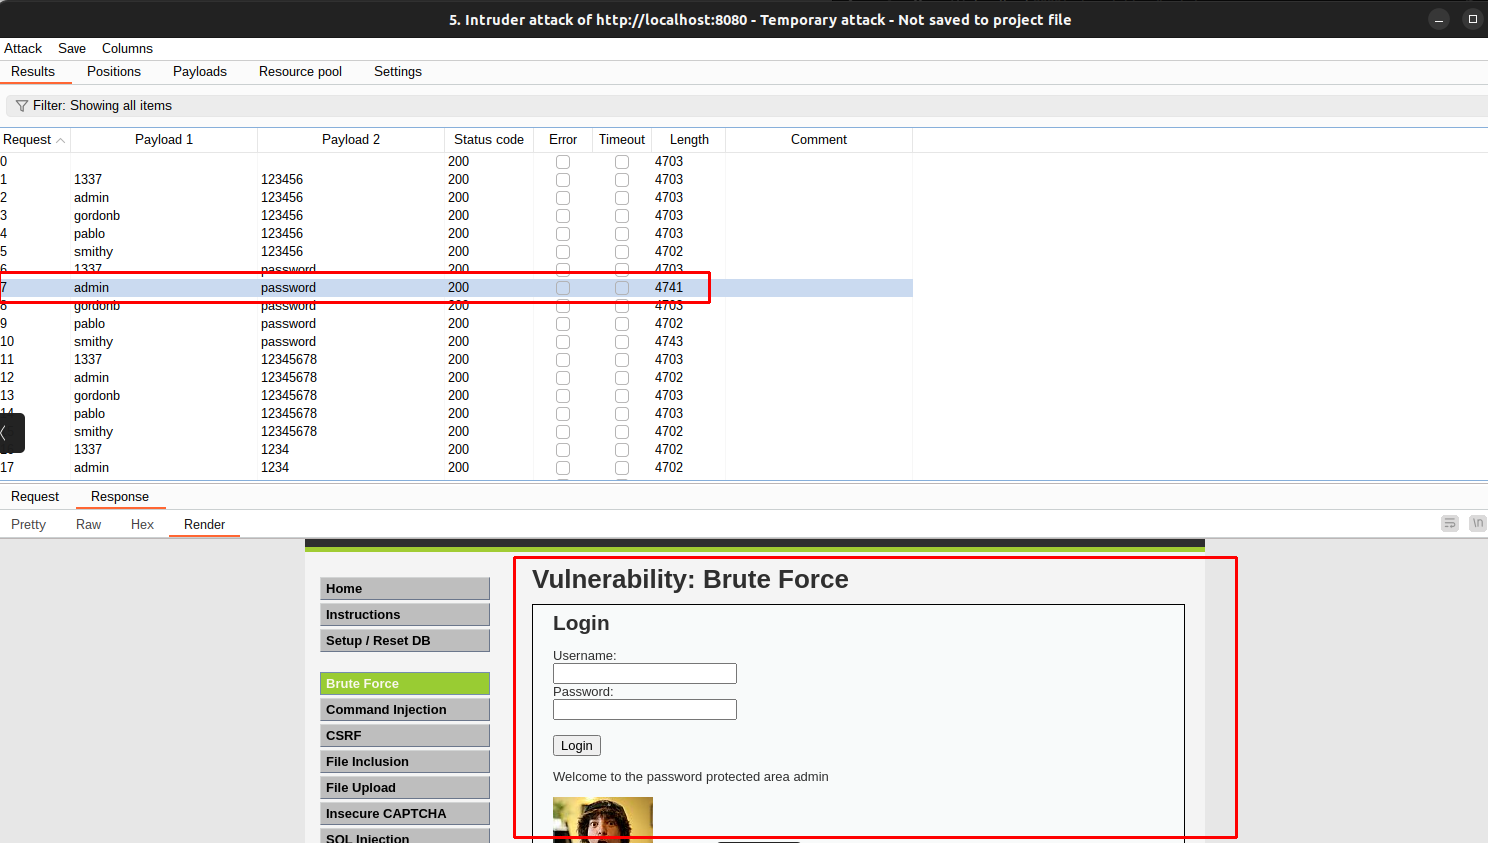 5. Intruder attack of http://localhost:8080 - Temporary attack - Not saved to project file
Attack Save Columns
Results Positions Payloads Resource pool Settings
Filter: Showing all items
Request Payload 1 Payload 2 Status code Error Timeout Length Comment
0 200 4703
1 1337 123456 200 4703
2 admin 123456 200 4703
3 gordonb 123456 200 4703
4 pablo 123456 200 4703
5 smithy 123456 200 4702
6 1337 password 200 4703
7 admin password 200 4741
8 gordonb password 200 4703
9 pablo password 200 4702
10 smithy password 200 4743
11 1337 12345678 200 4703
12 admin 12345678 200 4702
13 gordonb 12345678 200 4703
14 pablo 12345678 200 4703
smithy 12345678 200 4702
1337 1234 200 4702
17 admin 1234 200 4702
Request Response
Pretty Raw Hex Render
\n
Vulnerability: Brute Force
Home
Instructions
Setup / Reset DB
Brute Force
Command Injection
CSRF
File Inclusion
File Upload
Insecure CAPTCHA
SQL Injection
Login
Username:
Password:
Login
Welcome to the password protected area admin